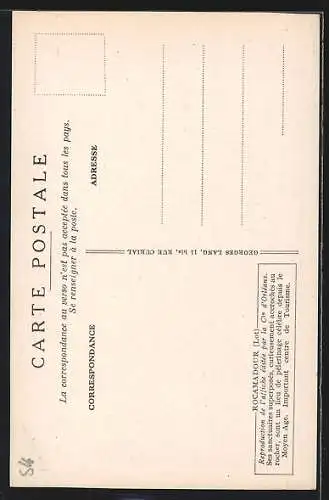 CARTE POSTALE
La correspondance au verso n'est pas acceptée dans tous les pays.
Se renseigner à la poste.
CORRESPONDANCE
ADRESSE
GEORGES LANG, 11 bis, RUE CURIAL
ROCAMADOUR (Lot)
Reproduction de l'affiche éditée par la Cie d'Orléans.
Ses sanctuaires superposés, curieusement accrochés au
rocher, sont un lieu de pèlerinage célèbre depuis le
Moyen Age. Important centre de Tourisme.